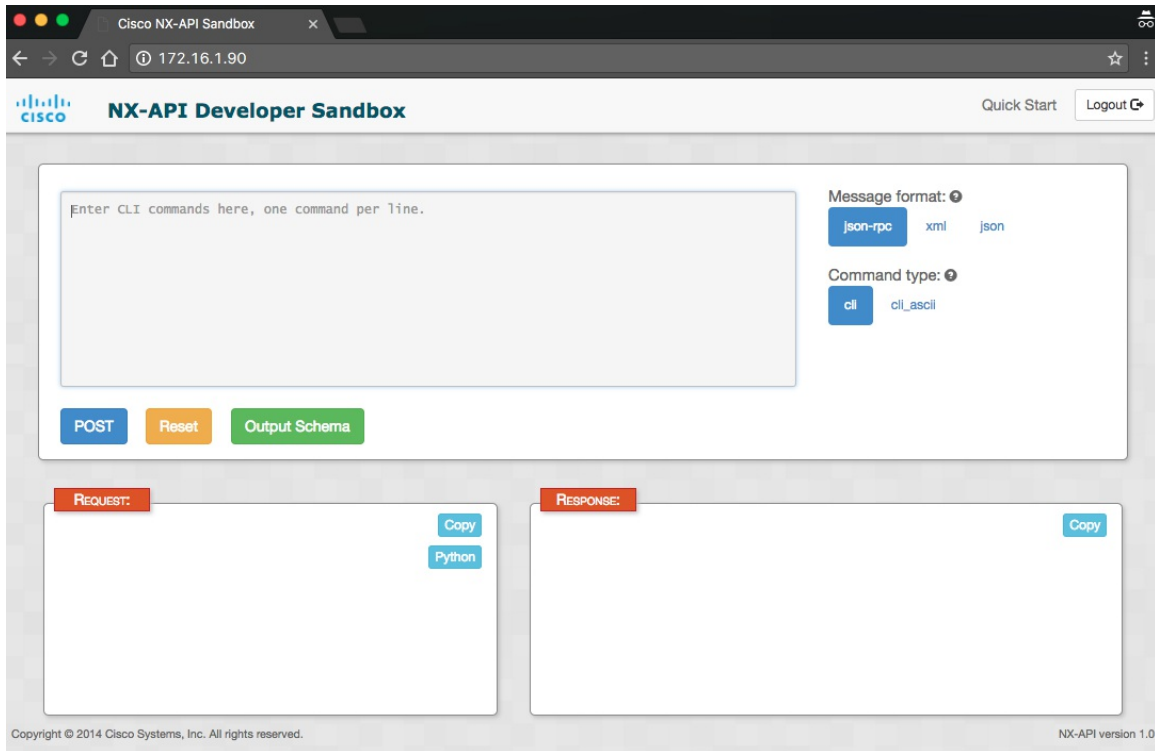 Cisco NX-API Sandbox
172.16.1.90
CISCO
NX-API Developer Sandbox
Quick Start
Logout
Enter CLI commands here, one command per line.
Message format:
json-rpc xml json
Command type:
cli cli_ascii
POST Reset Output Schema
REQUEST:
Copy
Python
RESPONSE:
Copy
Copyright © 2014 Cisco Systems, Inc. All rights reserved.
NX-API version 1.0